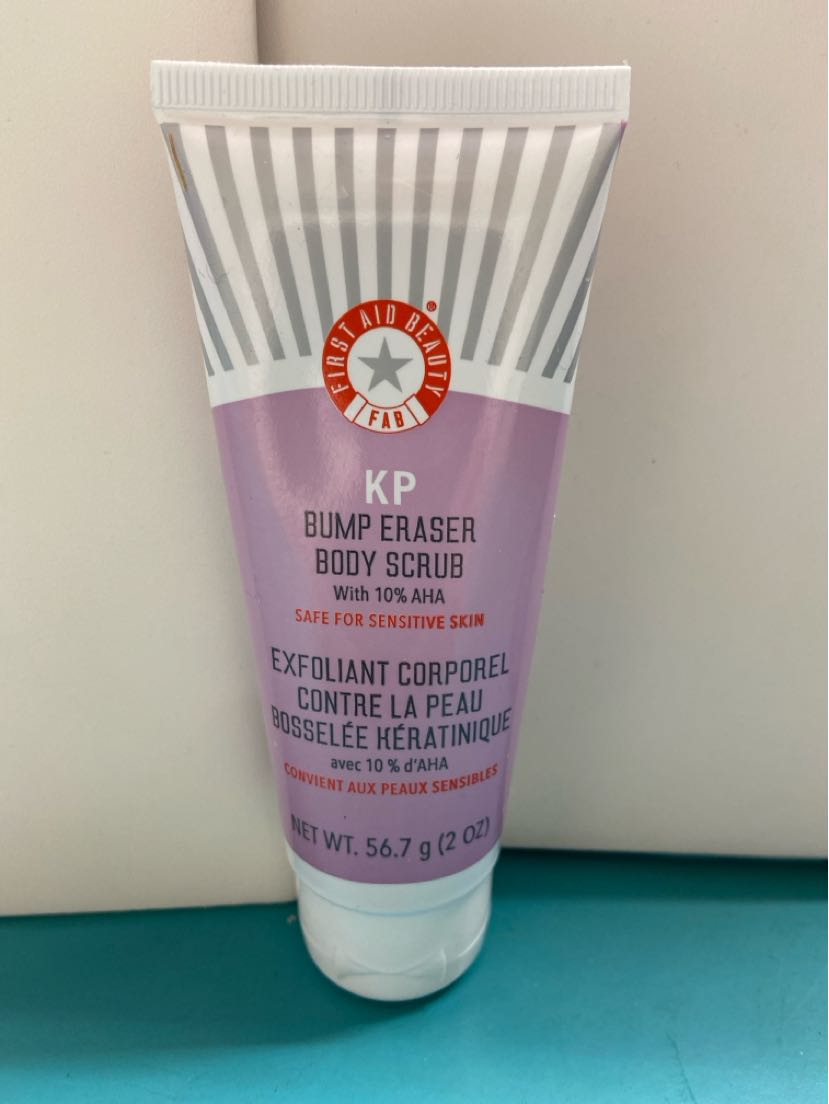 FIRST AID BEAUTY®
FAB
KP
BUMP ERASER
BODY SCRUB
With 10% AHA
SAFE FOR SENSITIVE SKIN
EXFOLIANT CORPOREL
CONTRE LA PEAU
BOSSELÉE KÉRATINIQUE
avec 10 % d'AHA
CONVIENT AUX PEAUX SENSIBLES
NET WT. 56.7 g (2 OZ)